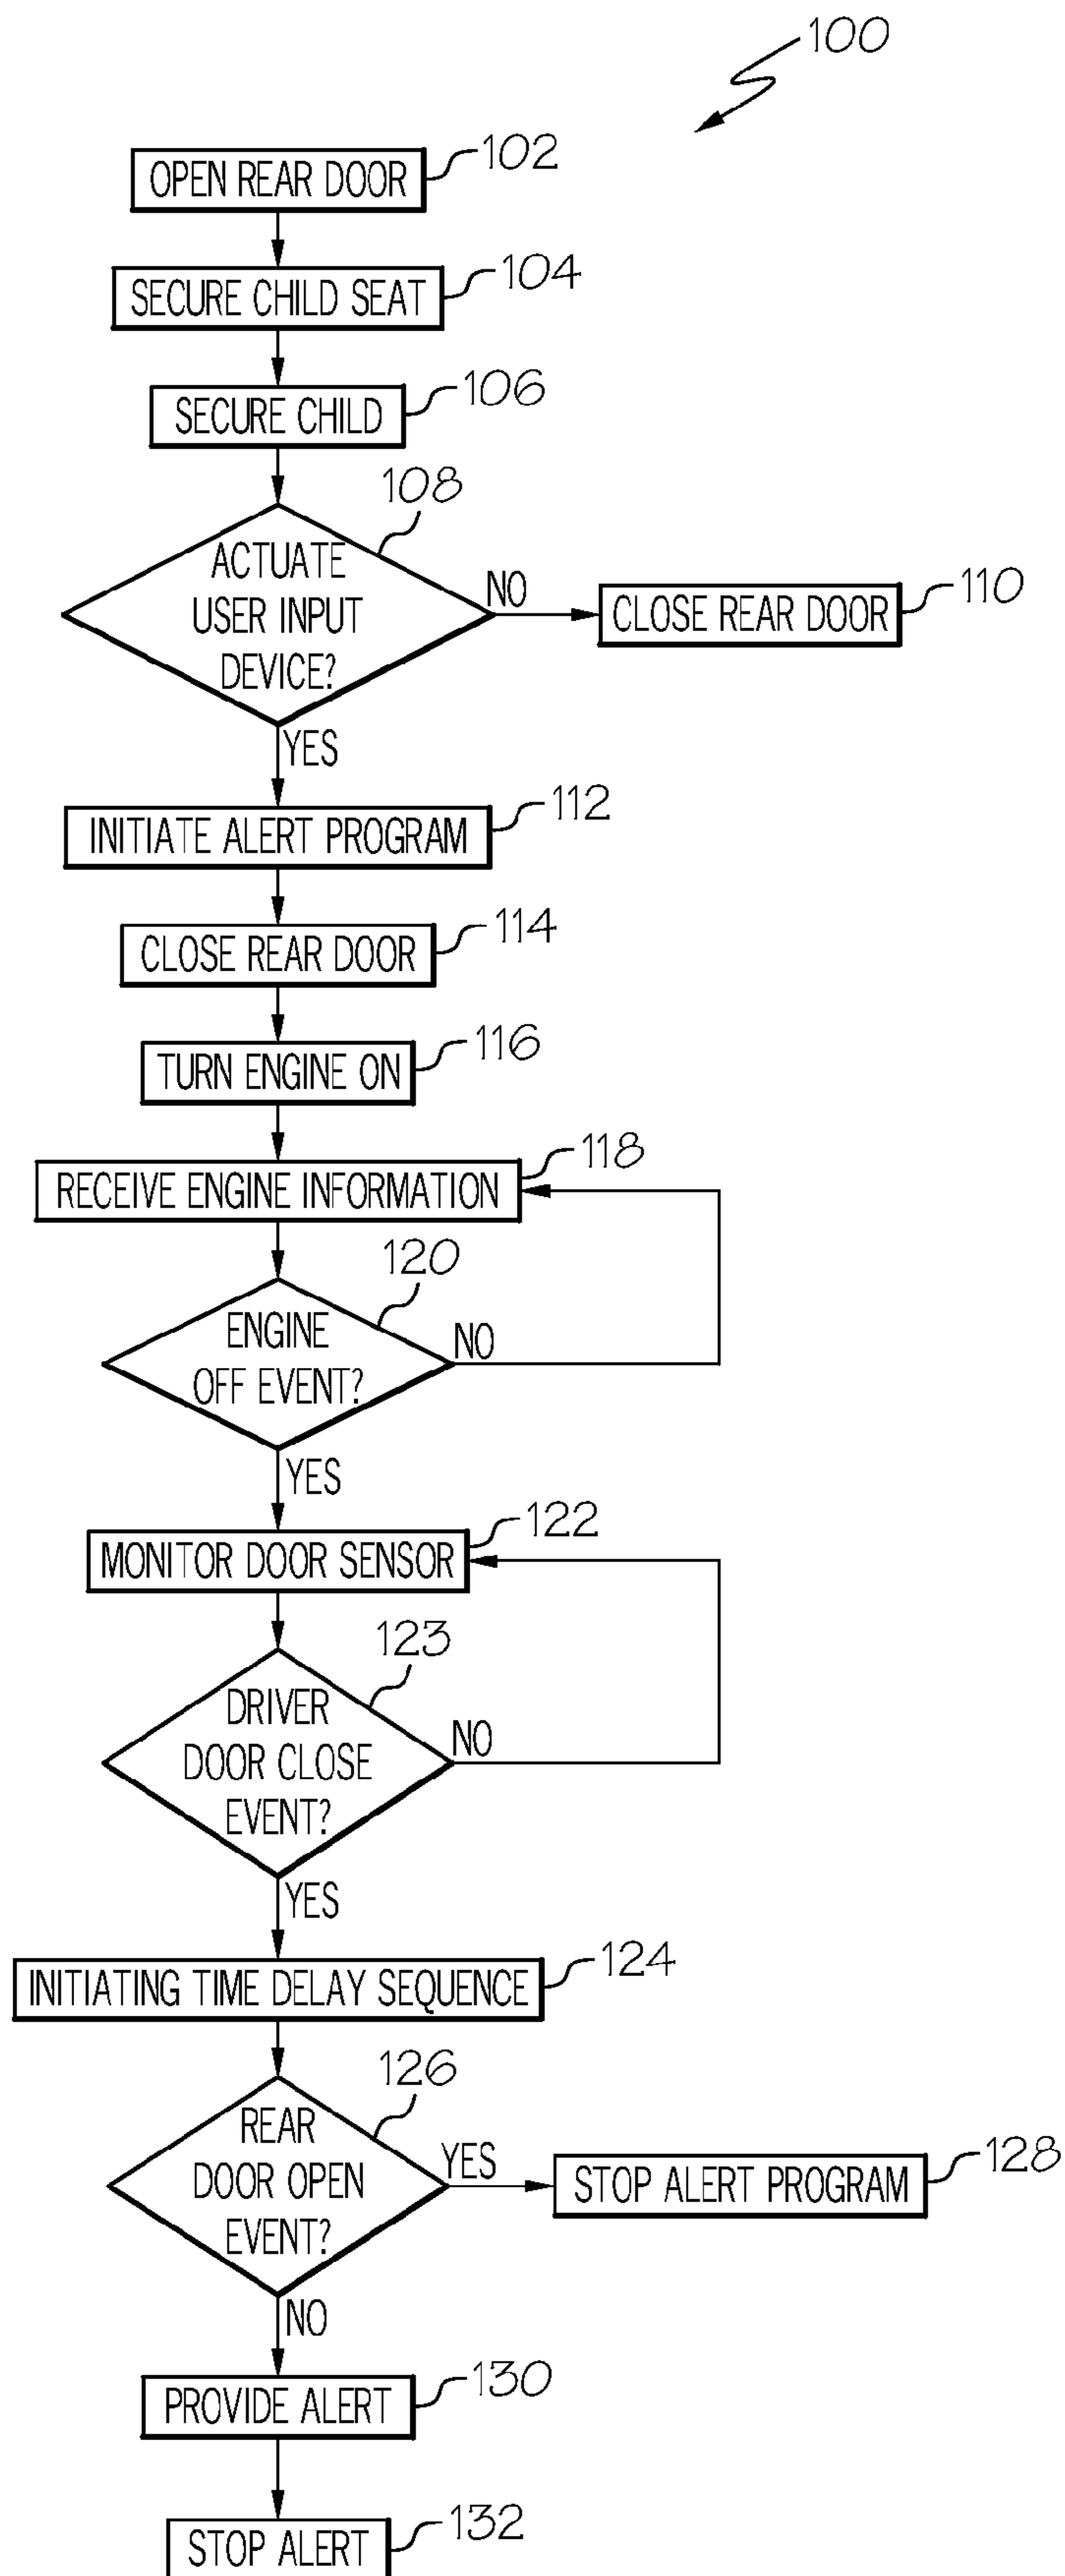 100
OPEN REAR DOOR
102
SECURE CHILD SEAT
104
SECURE CHILD
106
108
ACTUATE
USER INPUT
DEVICE?
NO
CLOSE REAR DOOR
110
YES
INITIATE ALERT PROGRAM
112
CLOSE REAR DOOR
114
TURN ENGINE ON
116
RECEIVE ENGINE INFORMATION
118
120
ENGINE
OFF EVENT?
NO
YES
MONITOR DOOR SENSOR
122
123
DRIVER
DOOR CLOSE
EVENT?
NO
YES
INITIATING TIME DELAY SEQUENCE
124
126
REAR
DOOR OPEN
EVENT?
YES
STOP ALERT PROGRAM
128
NO
PROVIDE ALERT
130
STOP ALERT
132